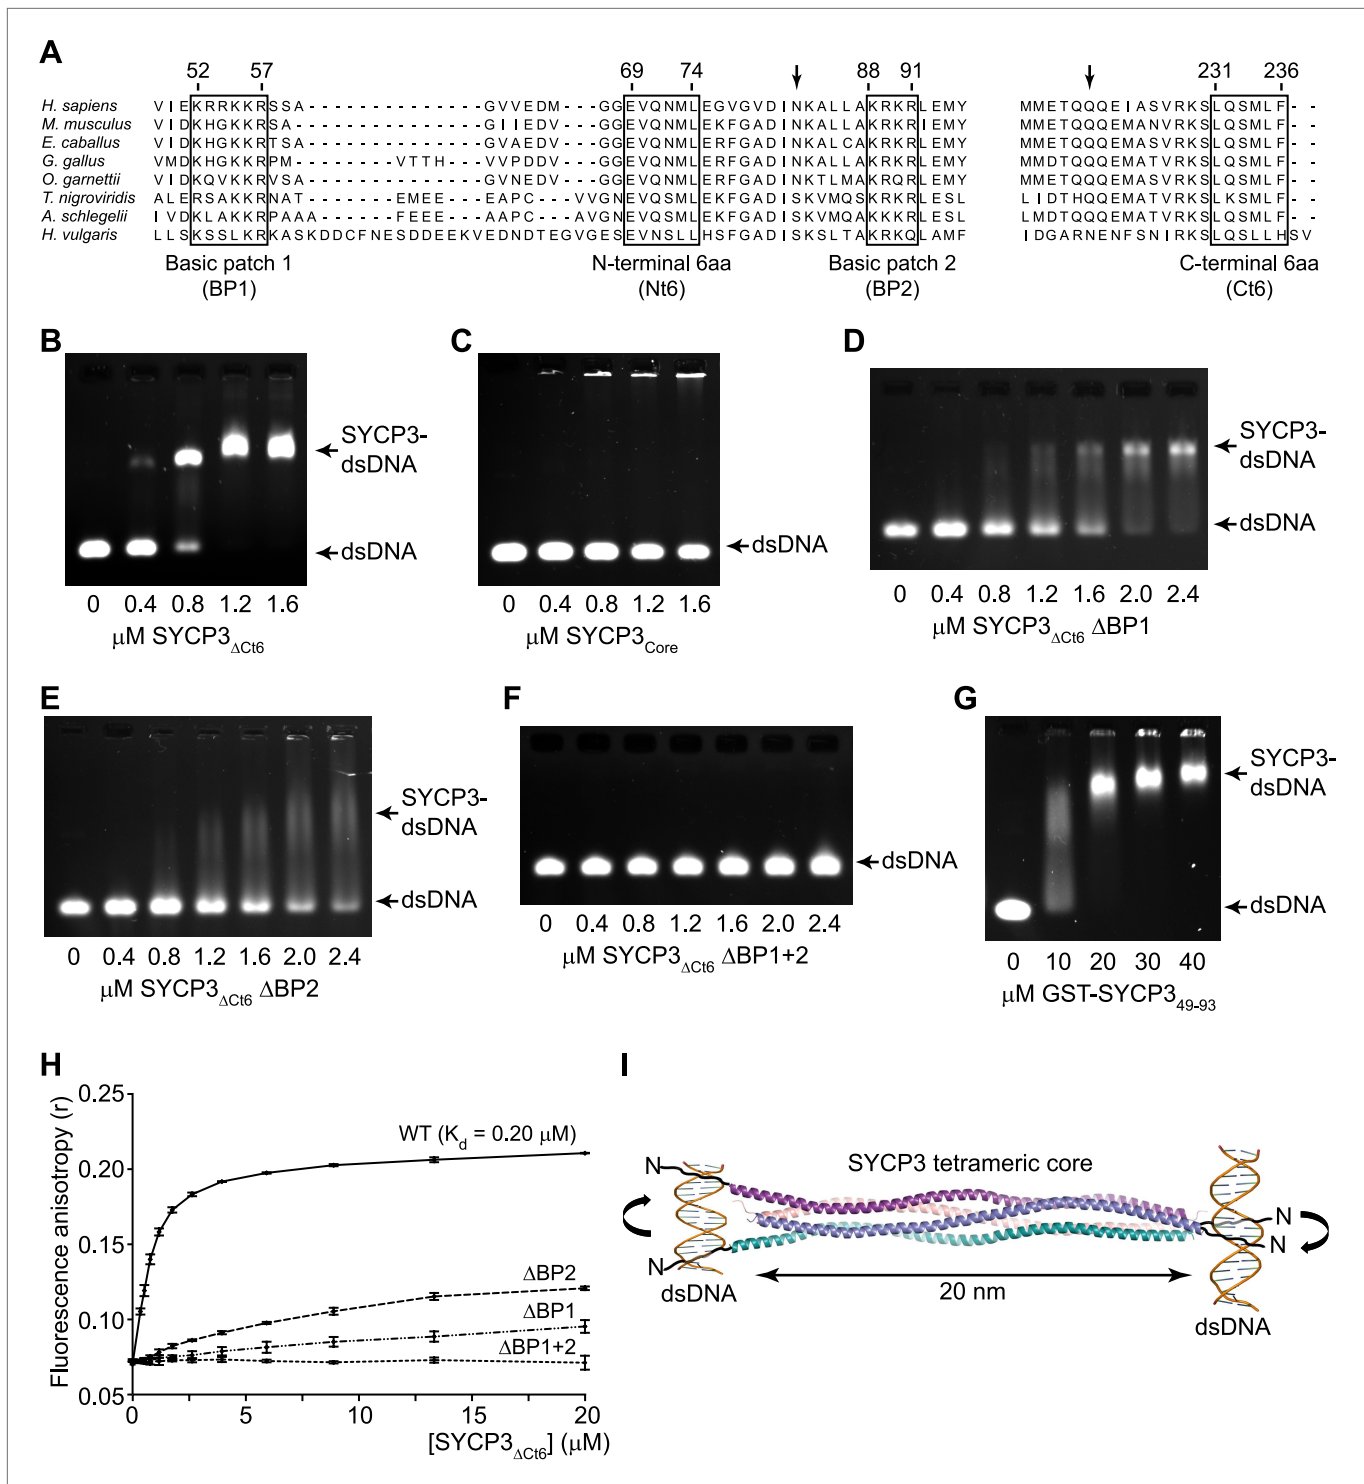 A
52 57 69 74 88 91 231 236
H. sapiens V I E K R R K K R S S A - - - - - - - - - - - G V V E D M - - G G E V Q N M L E G V G V D I N K A L L A K R K R L E M Y M M E T Q Q Q E I A S V R K S L Q S M L F - -
M. musculus V I D K H G K K R S A - - - - - - - - - - - - G I I E D V - - G G E V Q N M L E K F G A D I N K A L L A K R K R I E M Y M M E T Q Q Q E M A N V R K S L Q S M L F - -
E. caballus V I D K H G K K R T S A - - - - - - - - - - - G V A E D V - - G G E V Q N M L E K F G A D I N K A L C A K R K R L E M Y M M E T Q Q Q E M A S V R K S L Q S M L F - -
G. gallus V M D K H G K K R P M - - - - - - V T T H - - V V P D D V - - G G E V Q N M L E K F G A D I N K A L L A K R K R L E M Y M M D T Q Q Q E M A T V R K S L Q S M L F - -
O. garnettii V I D K Q V K K R V S A - - - - - - - - - - - G V N E D V - - G G E V Q N M L E R F G A D I N K T L M A K R Q R L E M Y M M E T Q Q Q E M A S V R K S L Q S M L F - -
T. nigroviridis A L E R S A K K R N A T - - - - - E M E E - - E A P C - - V V G N E V Q S M L E R F G A D I S K V M Q S K R K R L E S L L I D T H Q Q E M A T V R K S L K S M L F - -
A. schlegelii I V D K L A K K R P A A A - - - - F E E E - - A A P C - - A V G N E V Q S M L E K F G A D I S K V M Q A K K K R L E S L L M D T Q Q Q E M A T V R K S L Q S M L F - -
H. vulgaris L L S K S S L K R K A S K D D C F N E S D D E E K V E D N D T E G V G E S E V N S L L H S F G A D I S K S L T A K R K Q L A M F I D G A R N E N F S N I R K S L Q S L L H S V
Basic patch 1 N-terminal 6aa Basic patch 2 C-terminal 6aa
(BP1) (Nt6) (BP2) (Ct6)
B
SYCP3-
dsDNA
dsDNA
0 0.4 0.8 1.2 1.6
μM SYCP3ΔCt6
C
dsDNA
0 0.4 0.8 1.2 1.6
μM SYCP3Core
D
SYCP3-
dsDNA
dsDNA
0 0.4 0.8 1.2 1.6 2.0 2.4
μM SYCP3ΔCt6 ΔBP1
E
SYCP3-
dsDNA
dsDNA
0 0.4 0.8 1.2 1.6 2.0 2.4
μM SYCP3ΔCt6 ΔBP2
F
dsDNA
0 0.4 0.8 1.2 1.6 2.0 2.4
μM SYCP3ΔCt6 ΔBP1+2
G
SYCP3-
dsDNA
dsDNA
0 10 20 30 40
μM GST-SYCP349-93
H
Fluorescence anisotropy (r)
0.25
0.20
0.15
0.10
0.05
WT (Kd = 0.20 μM)
ΔBP2
ΔBP1
ΔBP1+2
0 5 10 15 20
[SYCP3ΔCt6] (μM)
I
SYCP3 tetrameric core
N
N
N
N
dsDNA
20 nm
dsDNA